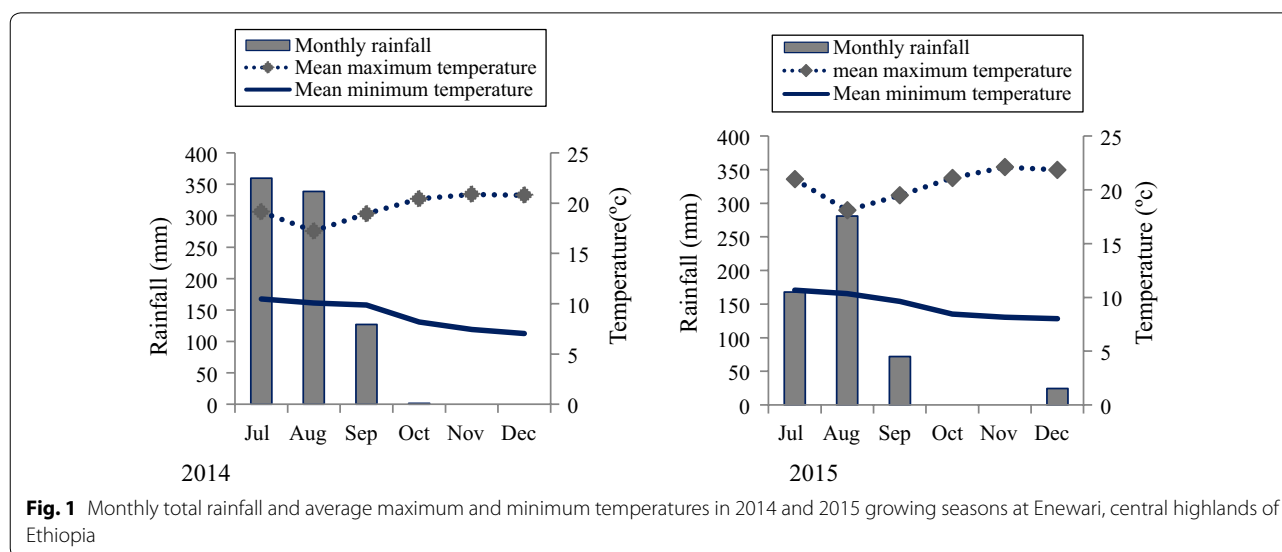 Monthly rainfall
Mean maximum temperature
Mean minimum temperature
400
350
300
250
200
150
100
50
0
Rainfall (mm)
25
20
15
10
5
0
Temperature(ºc)
Jul Aug Sep Oct Nov Dec
2014
Monthly rainfall
mean maximum temperature
Mean minimum temperature
400
350
300
250
200
150
100
50
0
Rainfall (mm)
25
20
15
10
5
0
Temperature (ºc)
Jul Aug Sep Oct Nov Dec
2015
Fig. 1 Monthly total rainfall and average maximum and minimum temperatures in 2014 and 2015 growing seasons at Enewari, central highlands of
Ethiopia